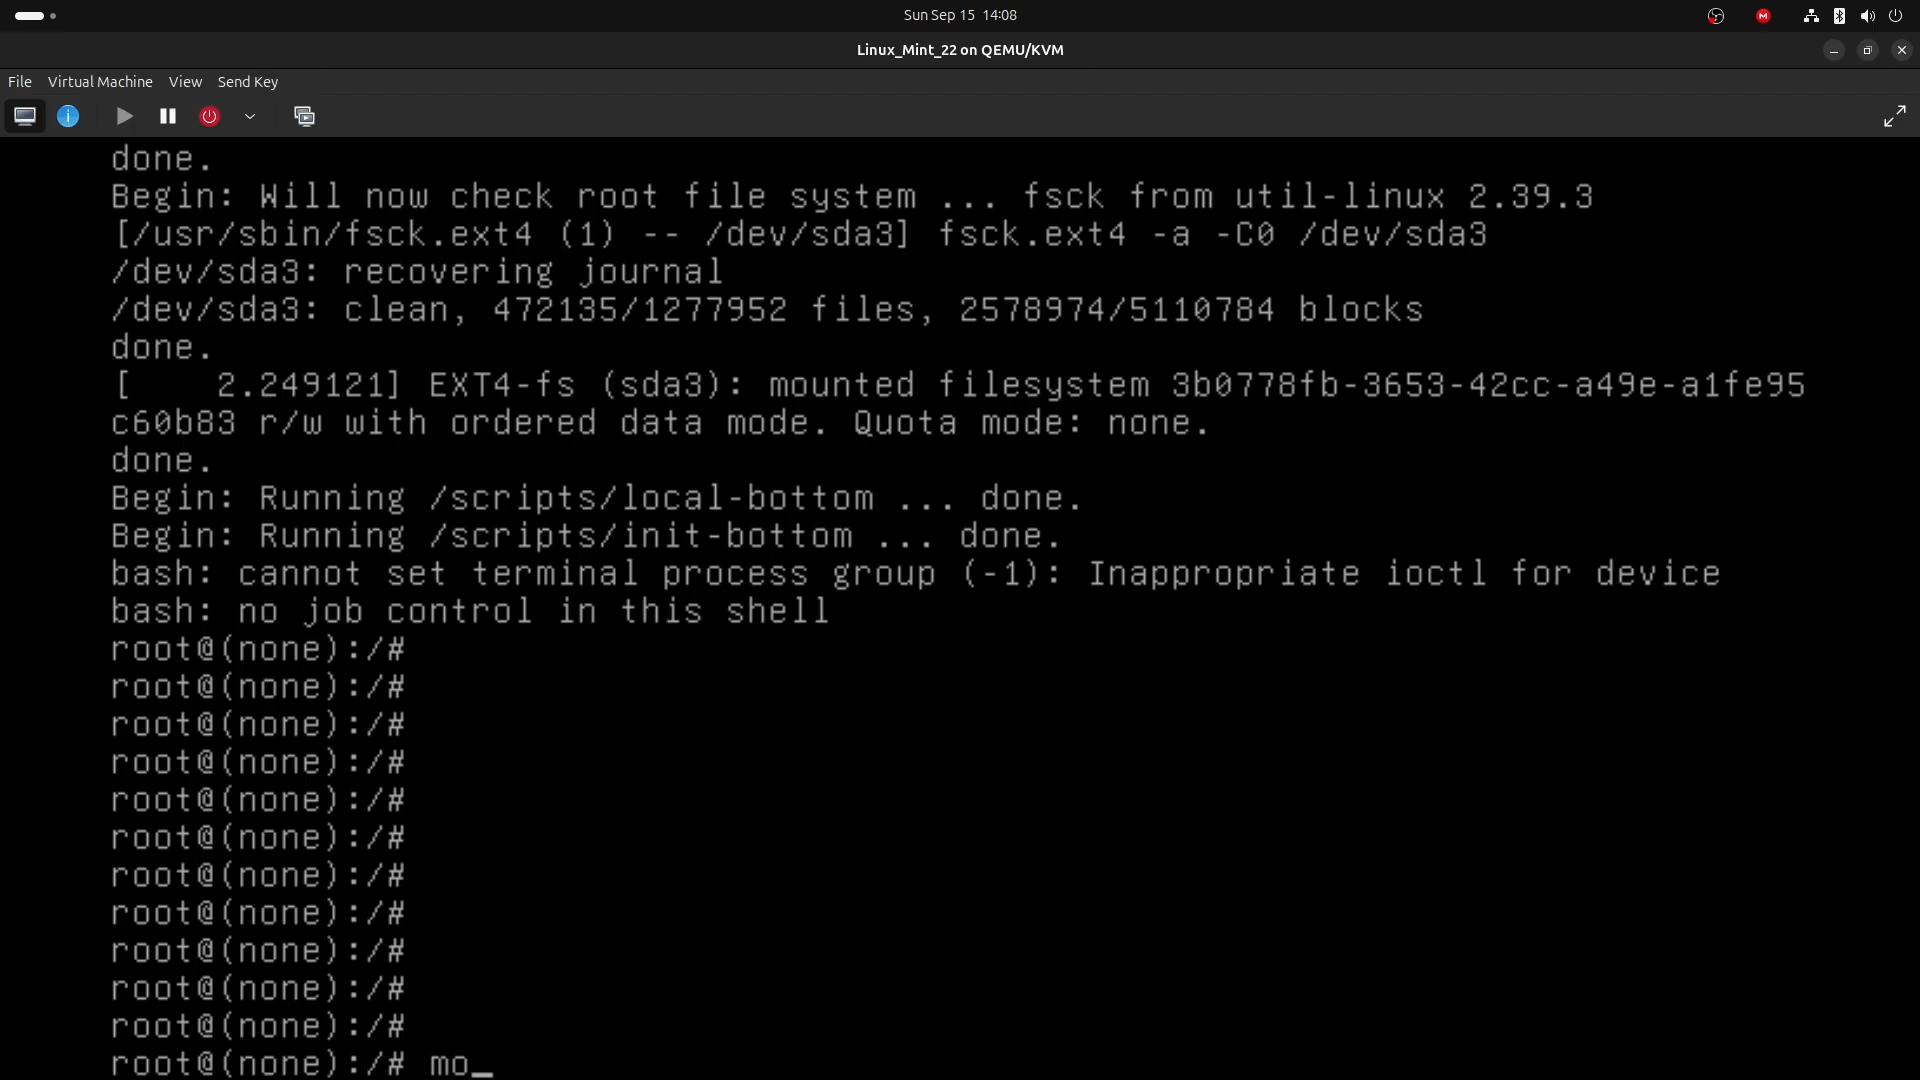 Sun Sep 15 14:08
Linux_Mint_22 on QEMU/KVM
File Virtual Machine View Send Key
done.
Begin: Will now check root file system ... fsck from util-linux 2.39.3
[/usr/sbin/fsck.ext4 (1) -- /dev/sda3] fsck.ext4 -a -C0 /dev/sda3
/dev/sda3: recovering journal
/dev/sda3: clean, 472135/1277952 files, 2578974/5110784 blocks
done.
[    2.249121] EXT4-fs (sda3): mounted filesystem 3b0778fb-3653-42cc-a49e-a1fe95
c60b83 r/w with ordered data mode. Quota mode: none.
done.
Begin: Running /scripts/local-bottom ... done.
Begin: Running /scripts/init-bottom ... done.
bash: cannot set terminal process group (-1): Inappropriate ioctl for device
bash: no job control in this shell
root@(none):/#
root@(none):/#
root@(none):/#
root@(none):/#
root@(none):/#
root@(none):/#
root@(none):/#
root@(none):/#
root@(none):/#
root@(none):/#
root@(none):/#
root@(none):/# mo_